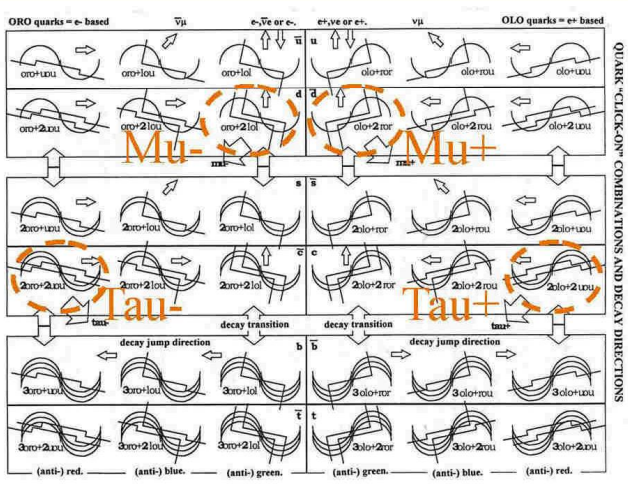 ORO quarks = e- based ν̄μ e-,ν̄e or e-. e+,νe or e+. νμ OLO quarks = e+ based
ū u
oro+uou oro+lou oro+lol olo+ror olo+rou olo+uou
d d̄
oro+2uou oro+2lou oro+2lol olo+2ror olo+2rou olo+2uou
Mu- Mu+
mu- mu+
s s̄
2oro+uou 2oro+lou 2oro+lol 2olo+ror 2olo+rou 2olo+uou
c̄ c
2oro+2uou 2oro+2lou 2oro+2lol 2olo+2ror 2olo+2rou 2olo+2uou
Tau- Tau+
tau- decay transition decay transition tau+
decay jump direction b b̄ decay jump direction
3oro+uou 3oro+lou 3oro+lol 3olo+ror 3olo+rou 3olo+uou
t̄ t
3oro+2uou 3oro+2lou 3oro+2lol 3olo+2ror 3olo+2rou 3olo+2uou
(anti-) red. (anti-) blue. (anti-) green. (anti-) green. (anti-) blue. (anti-) red.
QUARK "CLICK-ON" COMBINATIONS AND DECAY DIRECTIONS